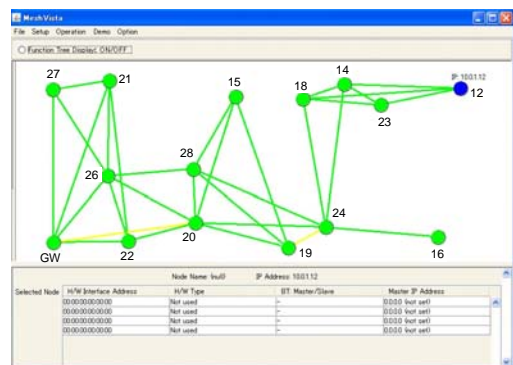 MeshVista
File Setup Operation Demo Option
Function Tree Display: ON/OFF
27
21
15
14
18
IP: 10.0.1.12
12
23
28
26
24
20
GW
22
19
16
Node Name: (null) IP Address: 10.0.1.12
Selected Node
H/W Interface Address H/W Type BT: Master/Slave Master IP Address
00:00:00:00:00:00 Not used - 0.0.0.0 (not set)
00:00:00:00:00:00 Not used - 0.0.0.0 (not set)
00:00:00:00:00:00 Not used - 0.0.0.0 (not set)
00:00:00:00:00:00 Not used - 0.0.0.0 (not set)